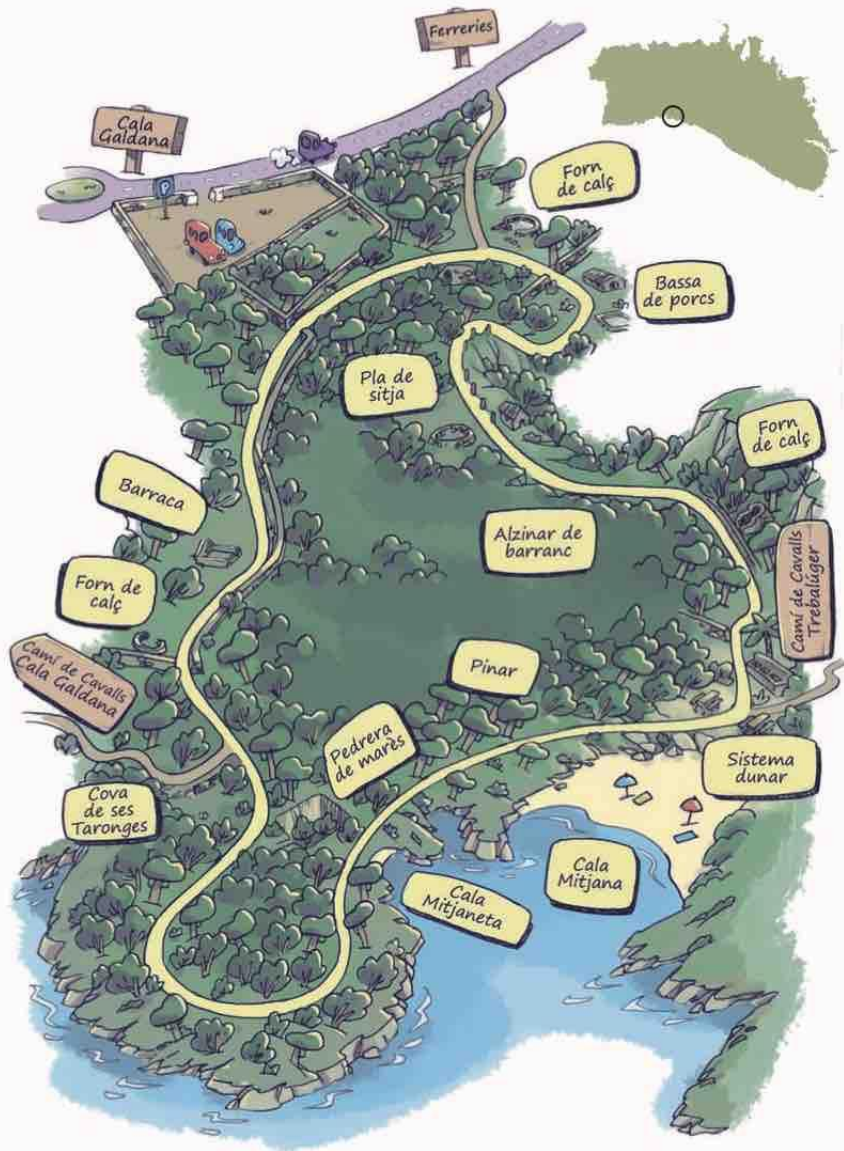 Ferreries
Cala
Galdana
P
Forn
de calç
Bassa
de porcs
Pla de
sitja
Forn
de calç
Barraca
Alzinar de
barranc
Forn de
calç
Camí de Cavalls
Trebalúger
Camí de Cavalls
Cala Galdana
Pinar
Pedrera
de marès
Sistema
dunar
Cova
de ses
Taronges
Cala
Mitjana
Cala
Mitjaneta